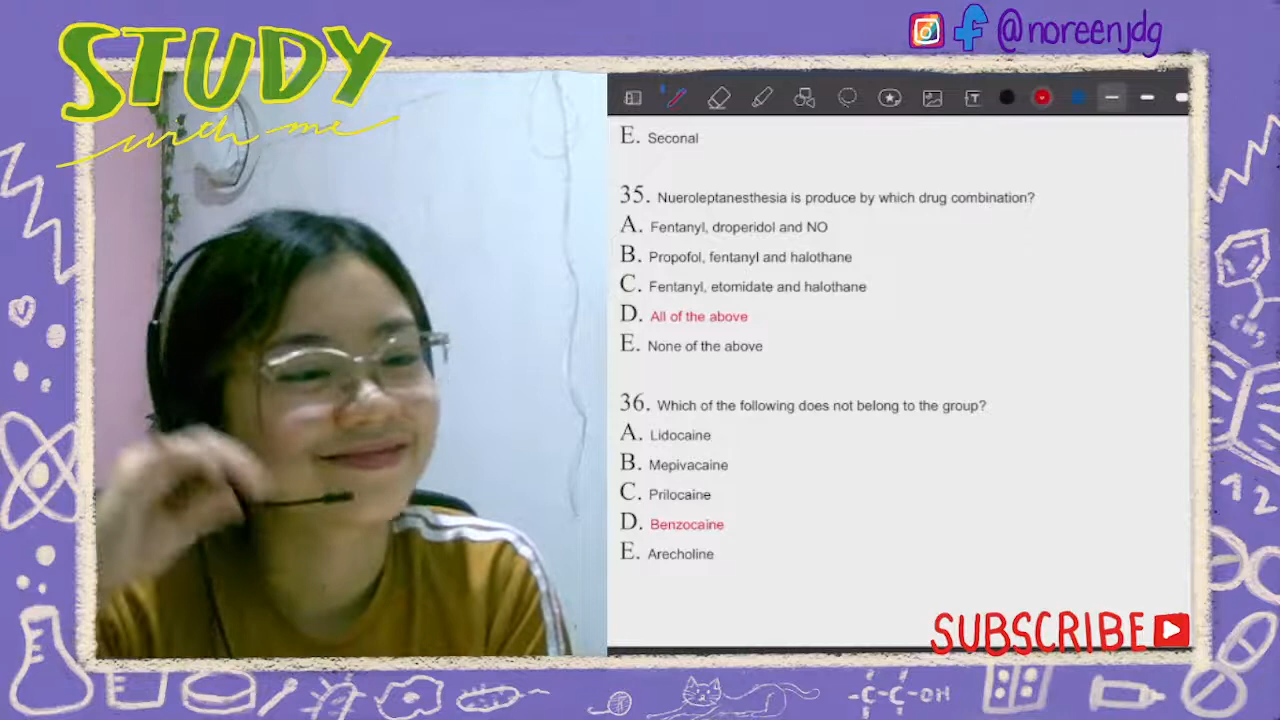 STUDY
with me
@noreenjdg
E. Seconal
35. Nueroleptanesthesia is produce by which drug combination?
A. Fentanyl, droperidol and NO
B. Propofol, fentanyl and halothane
C. Fentanyl, etomidate and halothane
D. All of the above
E. None of the above
36. Which of the following does not belong to the group?
A. Lidocaine
B. Mepivacaine
C. Prilocaine
D. Benzocaine
E. Arecholine
SUBSCRIBE
CH3
12
-C-C-OH